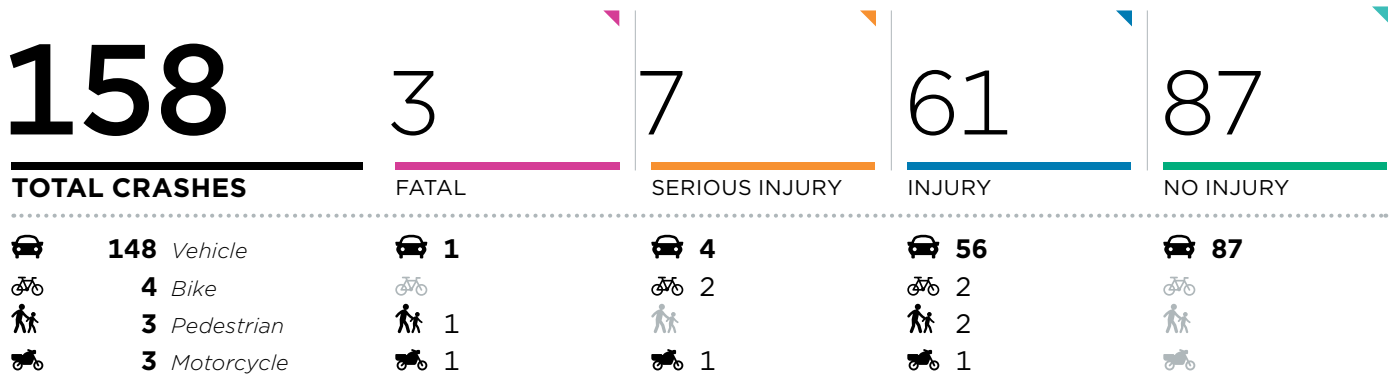 158 3 7 61 87
TOTAL CRASHES FATAL SERIOUS INJURY INJURY NO INJURY
148 Vehicle 1 4 56 87
4 Bike 2 2
3 Pedestrian 1 2
3 Motorcycle 1 1 1